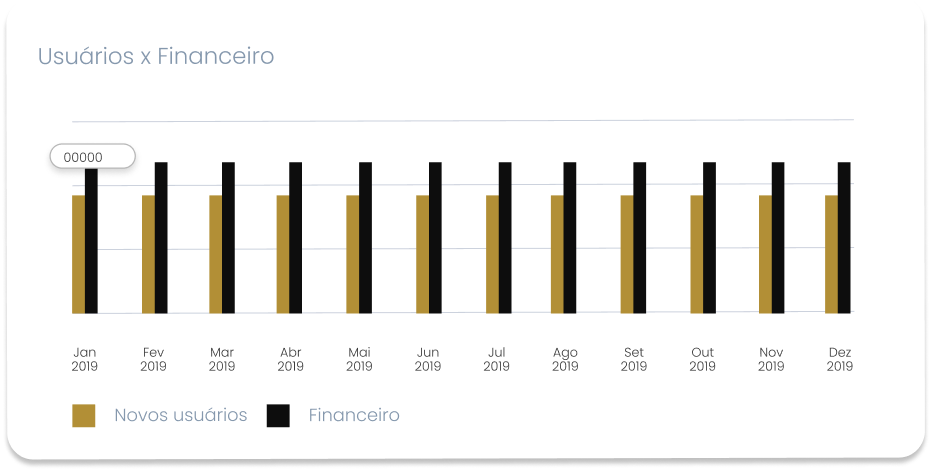 Usuários x Financeiro
00000
Jan 2019
Fev 2019
Mar 2019
Abr 2019
Mai 2019
Jun 2019
Jul 2019
Ago 2019
Set 2019
Out 2019
Nov 2019
Dez 2019
Novos usuários
Financeiro